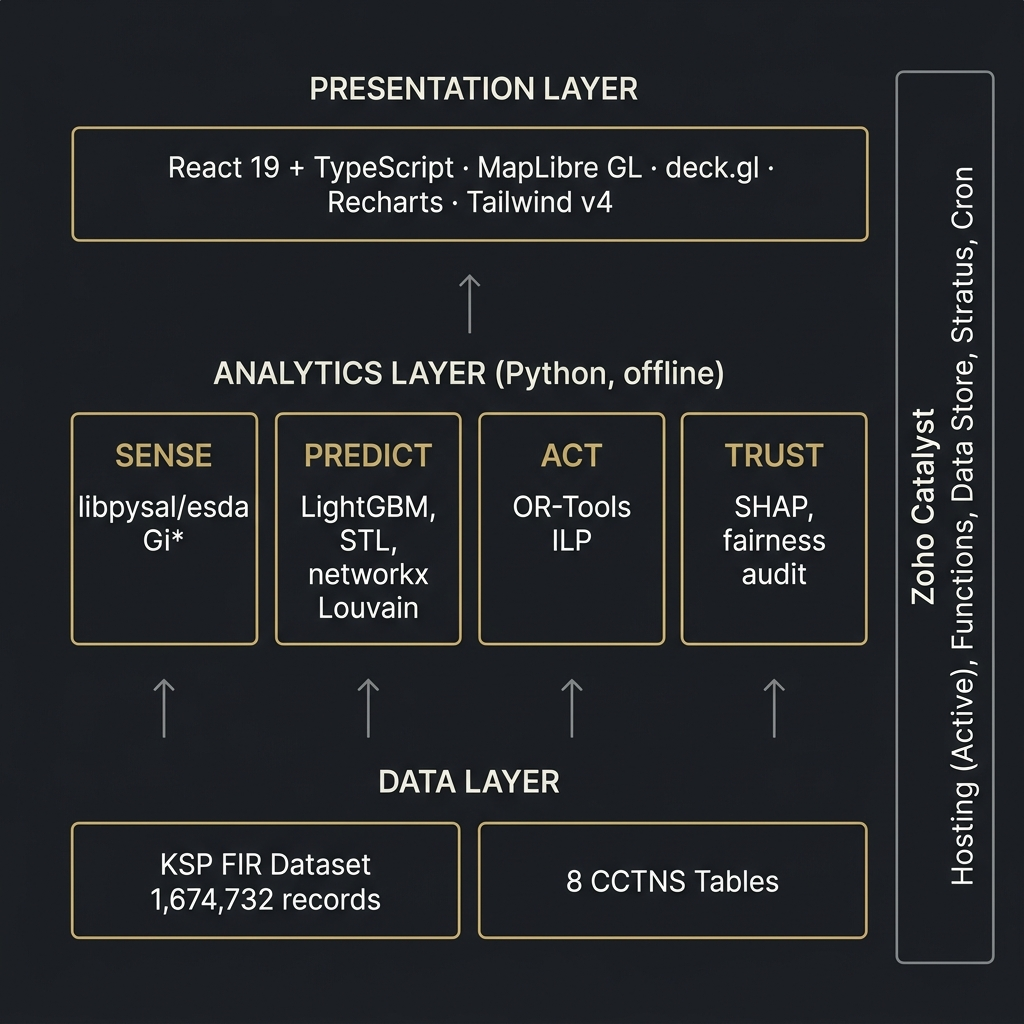 PRESENTATION LAYER
React 19 + TypeScript · MapLibre GL · deck.gl ·
Recharts · Tailwind v4
ANALYTICS LAYER (Python, offline)
SENSE
libpysal/esda
Gi*
PREDICT
LightGBM,
STL,
networkx
Louvain
ACT
OR-Tools
ILP
TRUST
SHAP,
fairness
audit
DATA LAYER
KSP FIR Dataset
1,674,732 records
8 CCTNS Tables
Zoho Catalyst
Hosting (Active), Functions, Data Store, Stratus, Cron